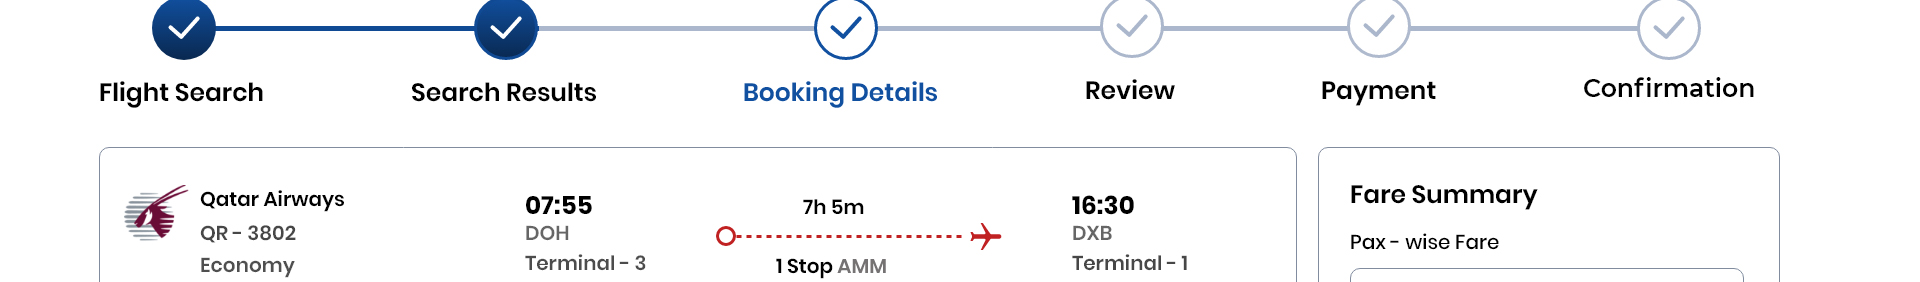 Flight Search
Search Results
Booking Details
Review
Payment
Confirmation
Qatar Airways
QR - 3802
Economy
07:55
DOH
Terminal - 3
7h 5m
1 Stop AMM
16:30
DXB
Terminal - 1
Fare Summary
Pax - wise Fare